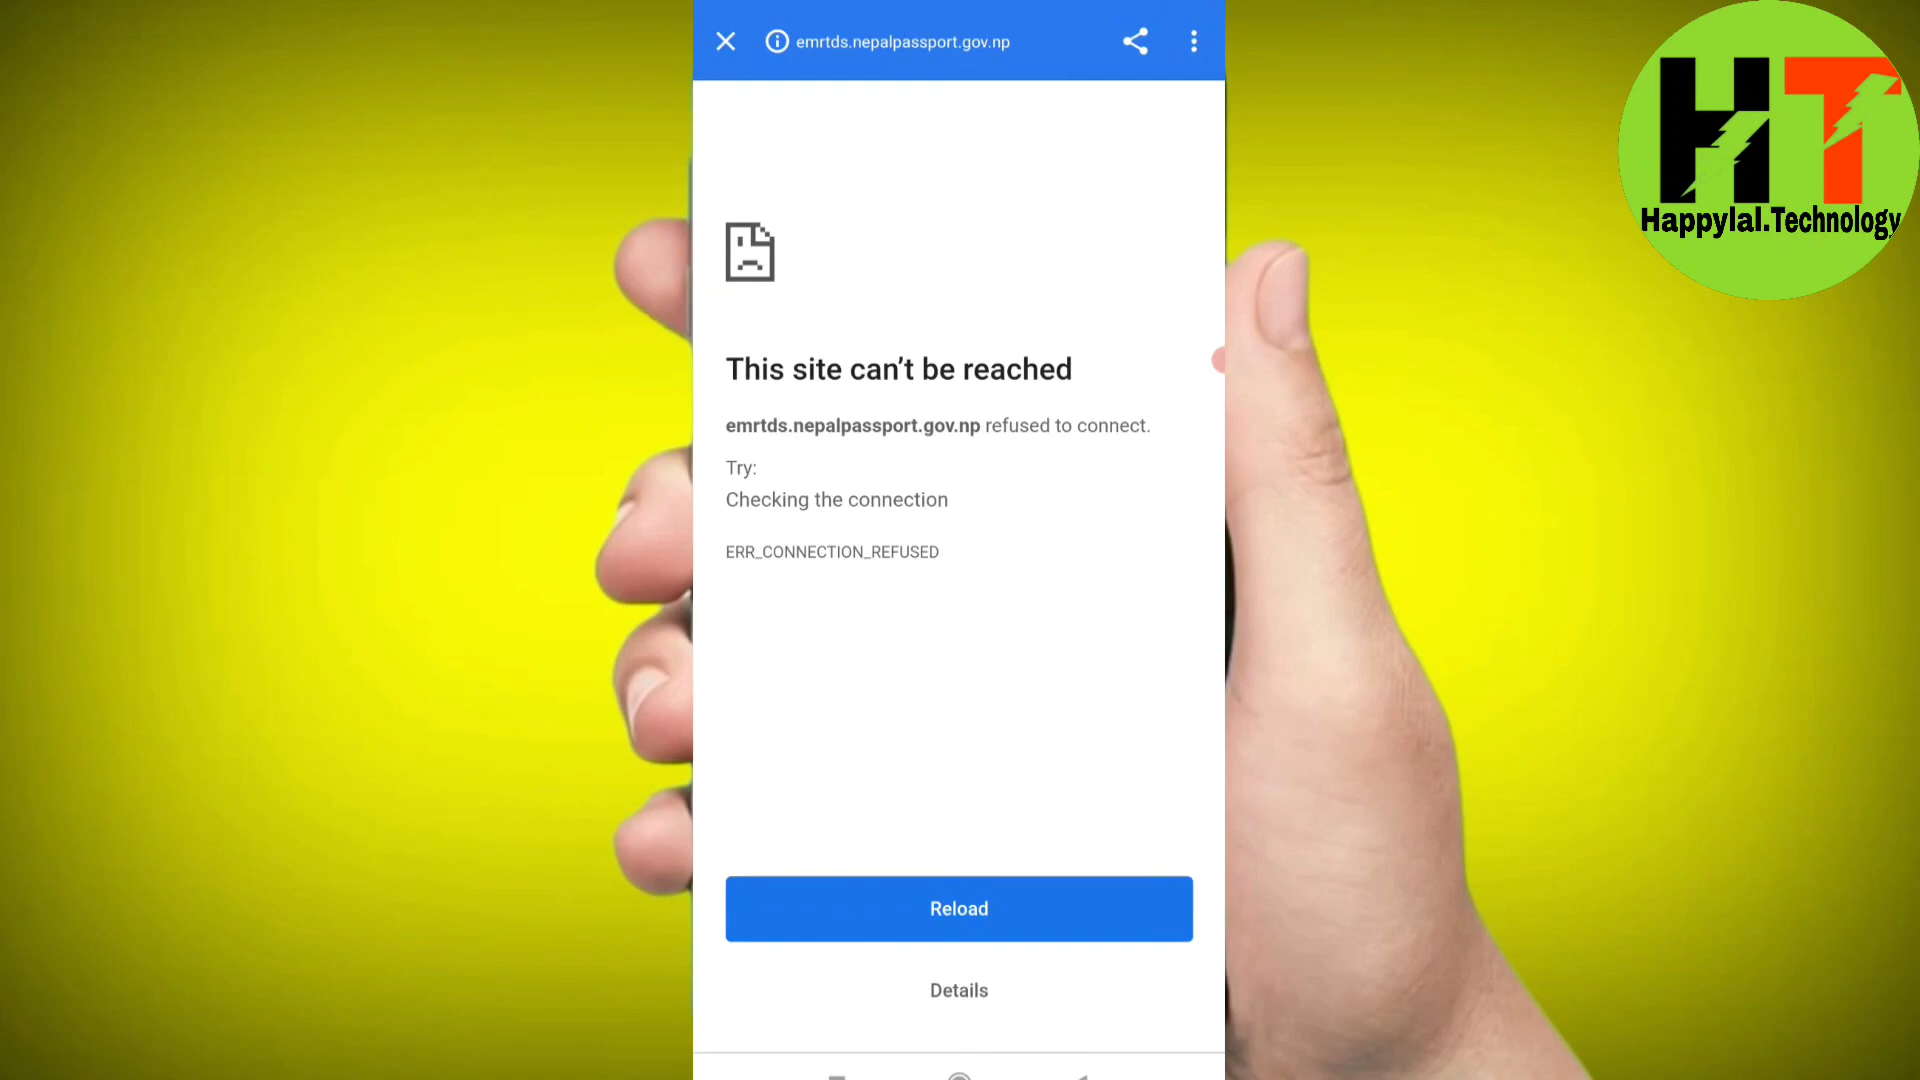 emrtds.nepalpassport.gov.np
HT
Happylal.Technology
This site can’t be reached
emrtds.nepalpassport.gov.np refused to connect.
Try:
Checking the connection
ERR_CONNECTION_REFUSED
Reload
Details